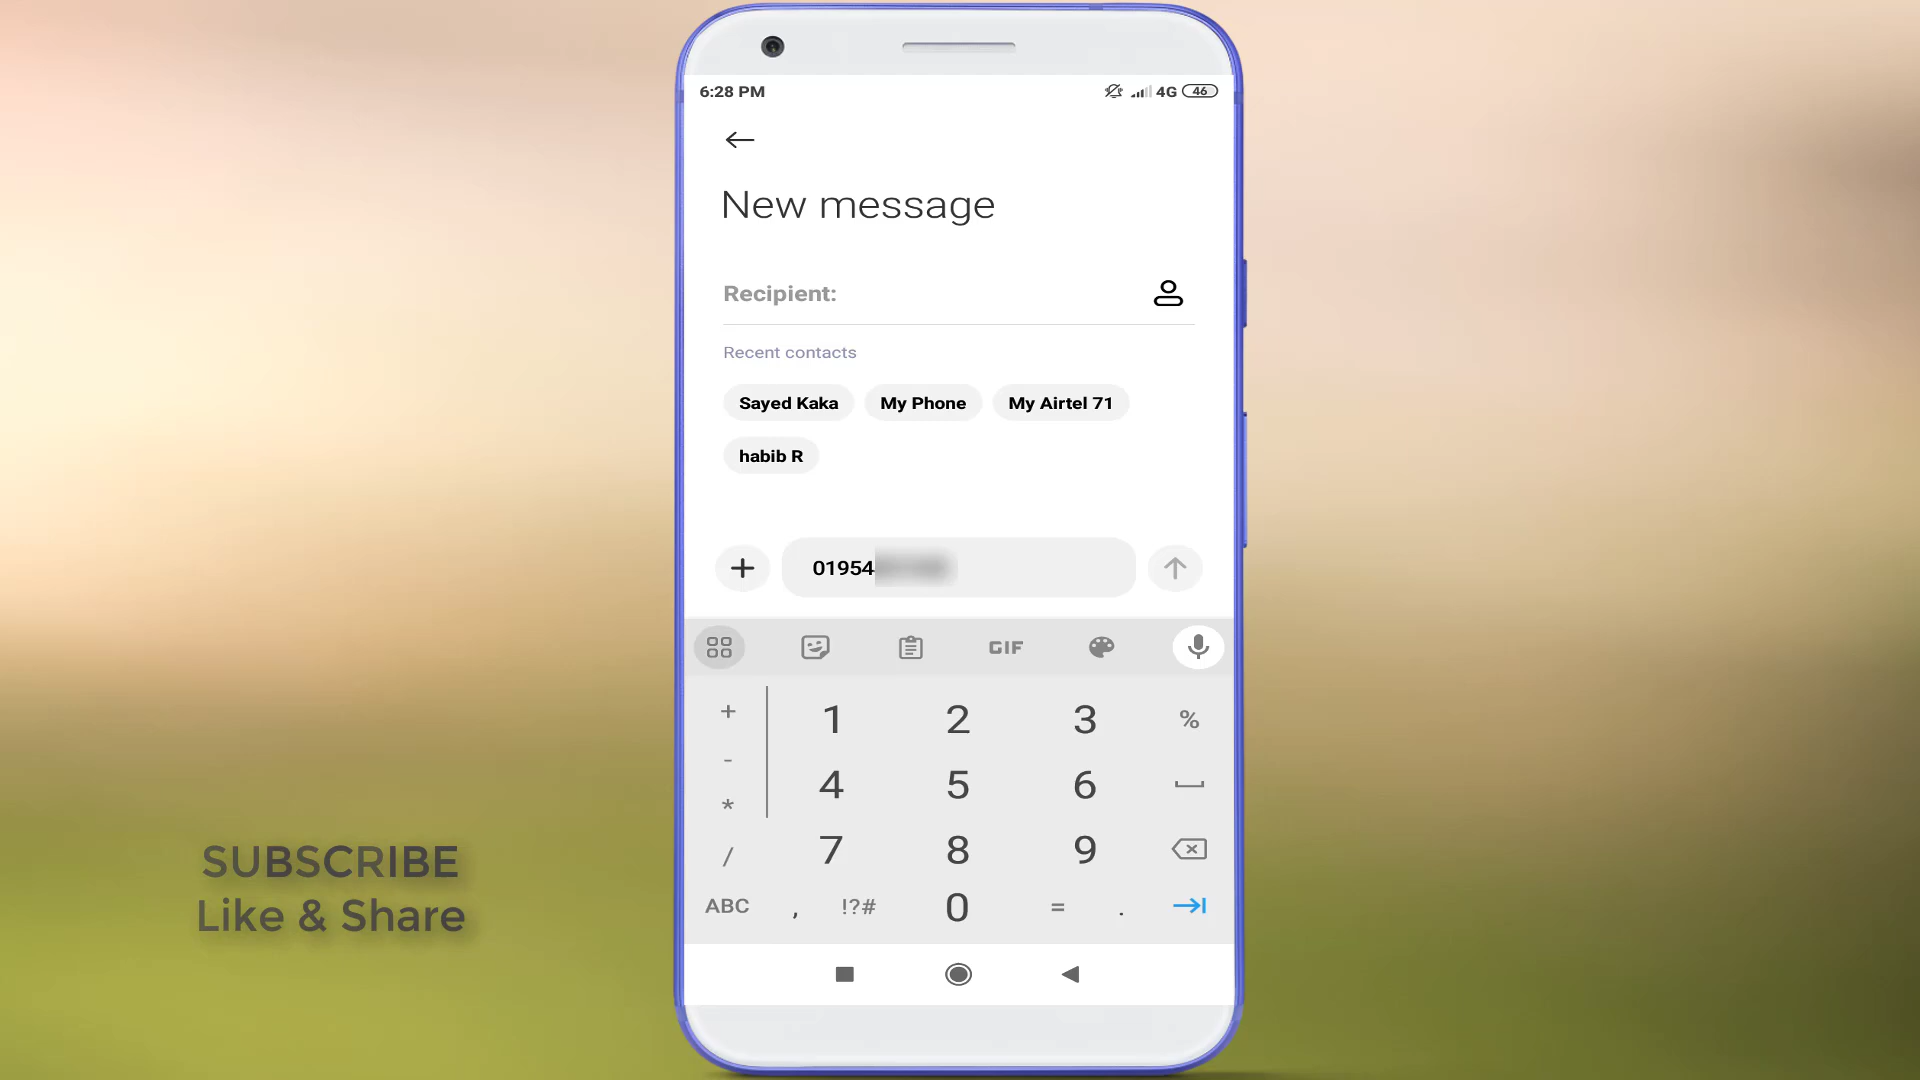 6:28 PM
4G 46
New message
Recipient:
Recent contacts
Sayed Kaka My Phone My Airtel 71
habib R
01954
GIF
+ 1 2 3 %
-
* 4 5 6
/ 7 8 9
ABC , !?# 0 = .
SUBSCRIBE
Like & Share